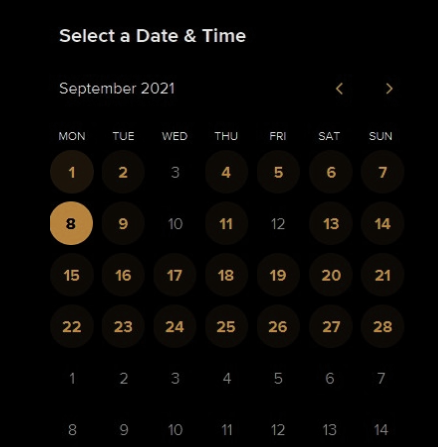 Select a Date & Time
September 2021
MON TUE WED THU FRI SAT SUN
1 2 3 4 5 6 7
8 9 10 11 12 13 14
15 16 17 18 19 20 21
22 23 24 25 26 27 28
1 2 3 4 5 6 7
8 9 10 11 12 13 14